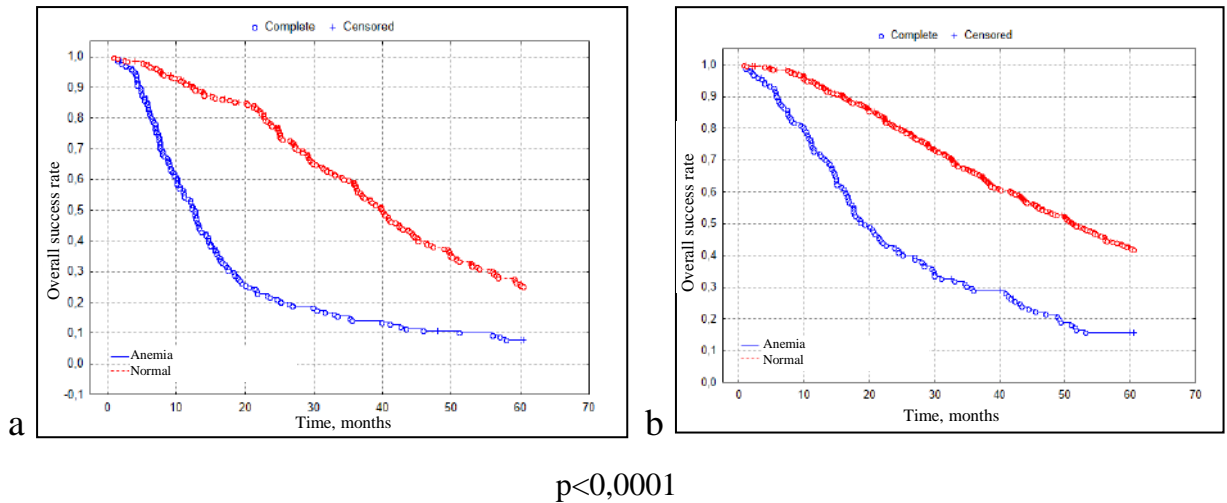 Complete Censored
1,0
0,9
0,8
0,7
0,6
0,5
0,4
0,3
0,2
0,1
0,0
-0,1
Overall success rate
Anemia
Normal
0 10 20 30 40 50 60 70
Time, months
a
Complete Censored
1,0
0,9
0,8
0,7
0,6
0,5
0,4
0,3
0,2
0,1
0,0
Overall success rate
Anemia
Normal
0 10 20 30 40 50 60 70
Time, months
b
p<0,0001